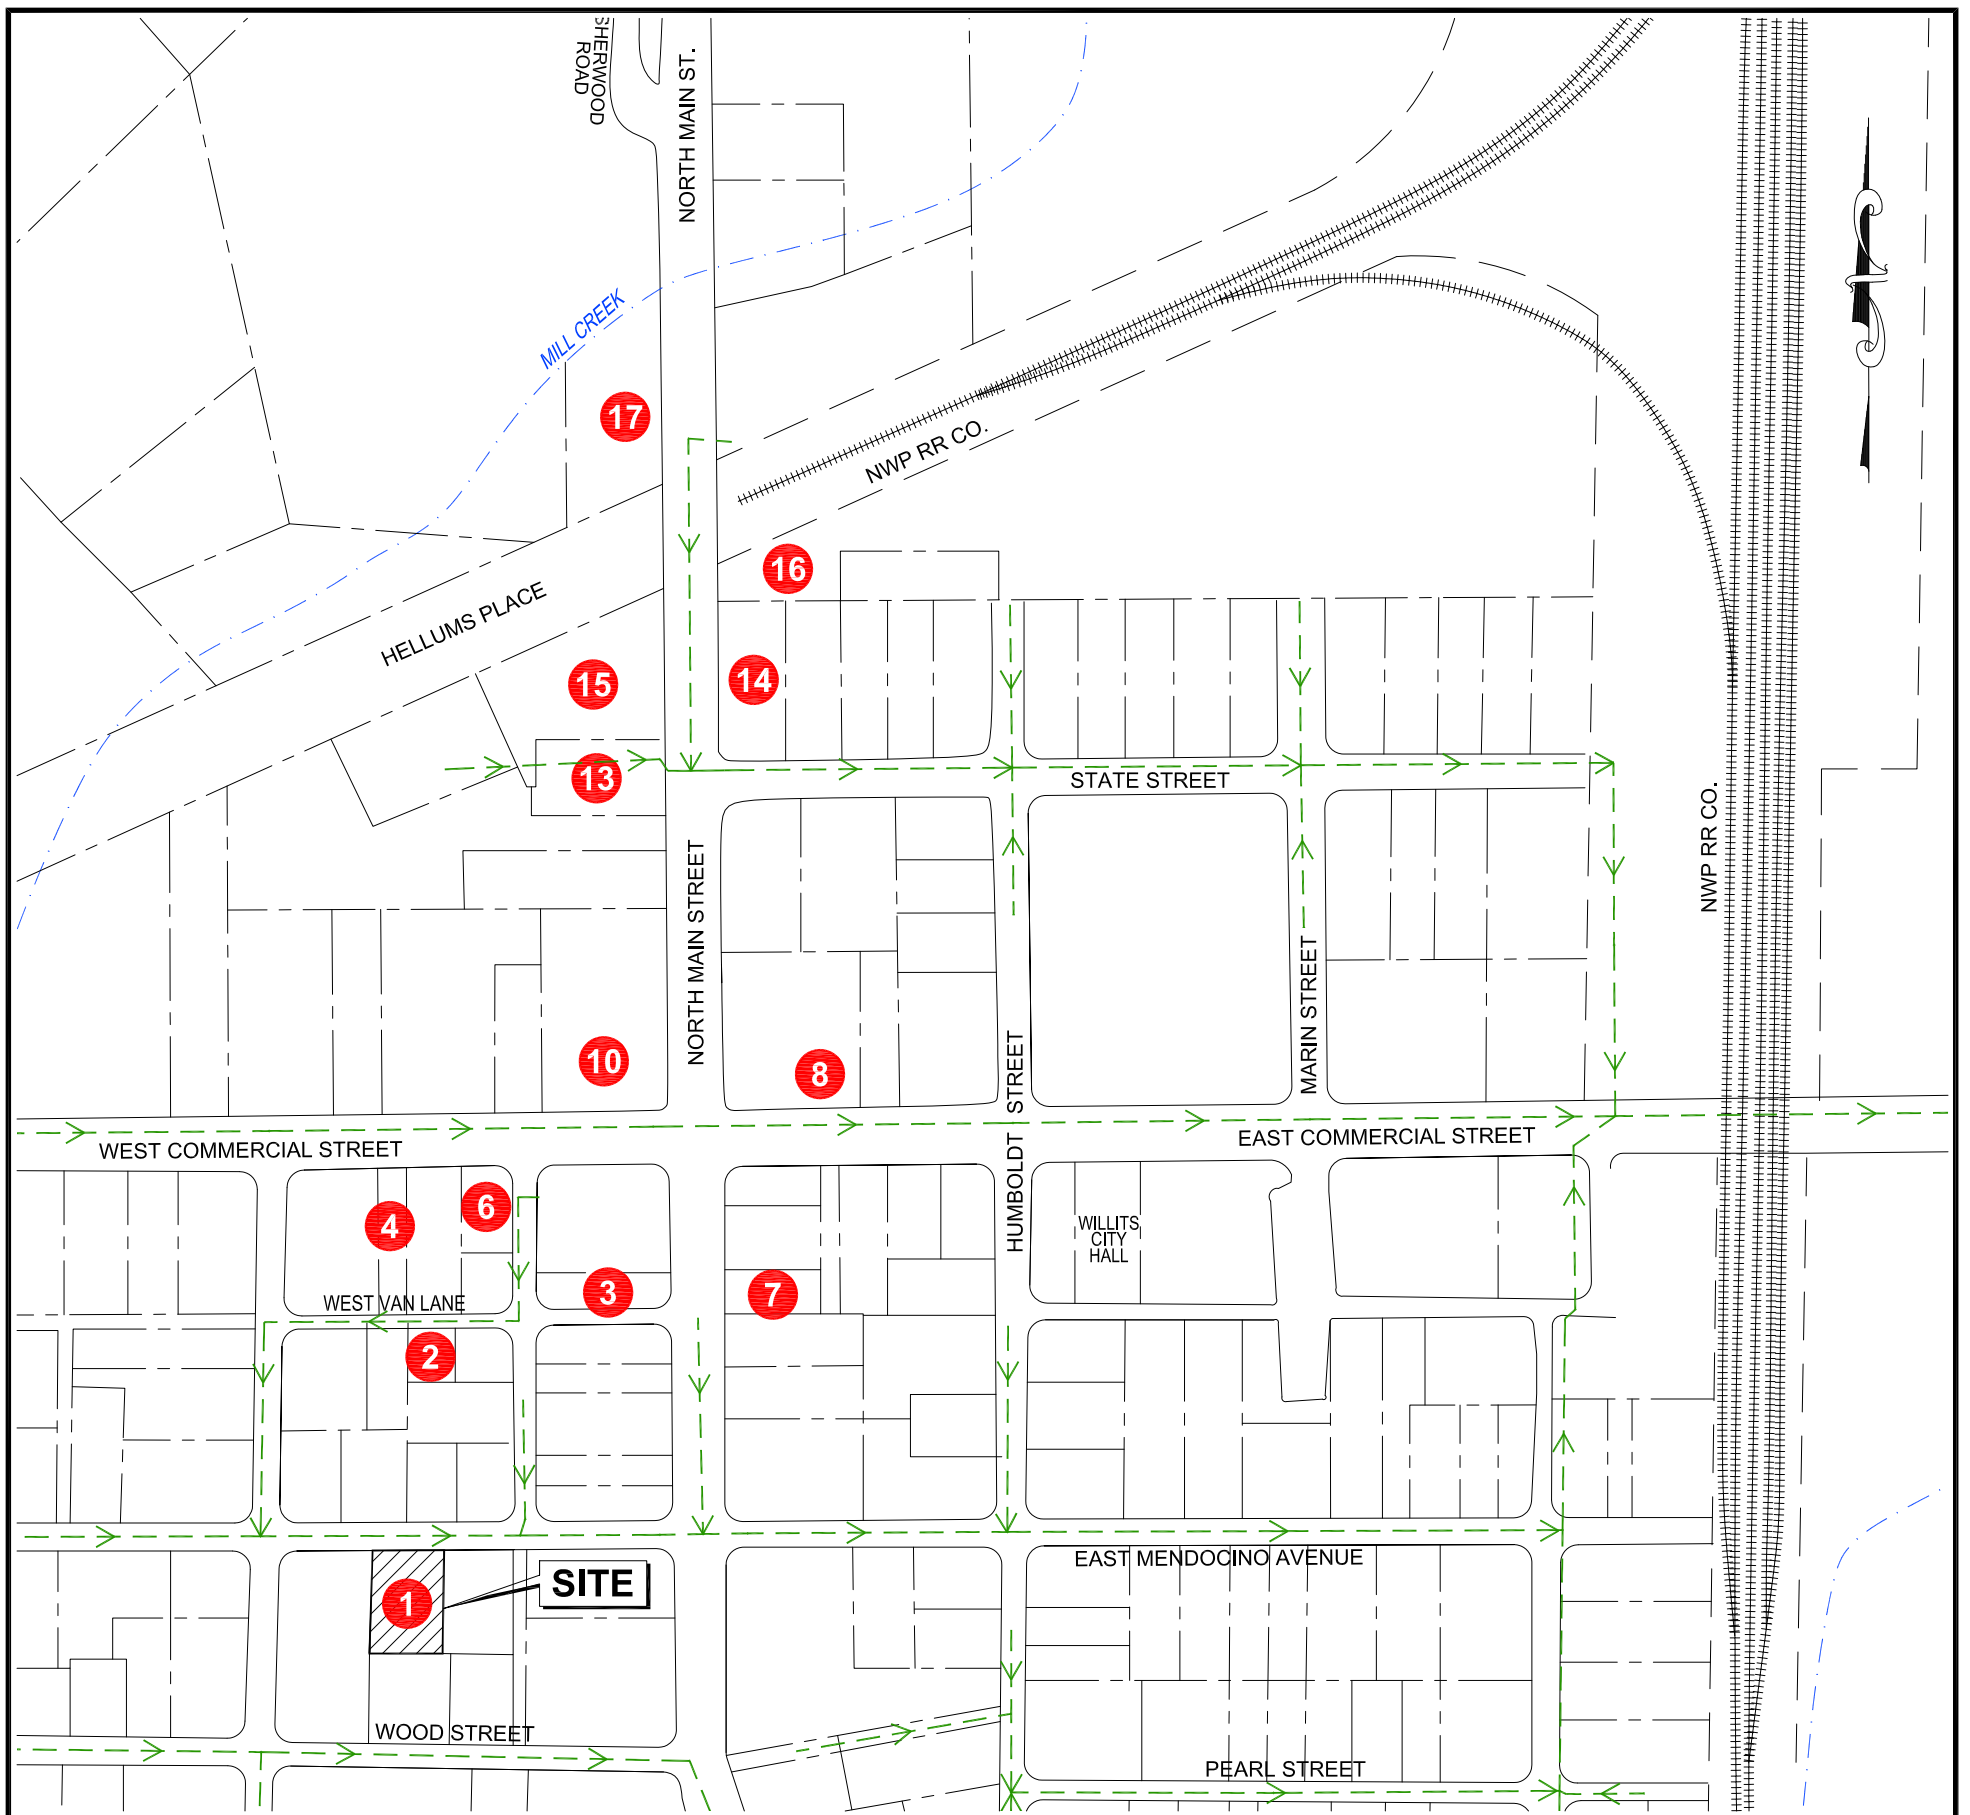 SHERWOOD
ROAD
NORTH MAIN ST.
MILL CREEK
17
NWP RR CO.
16
HELLUMS PLACE
15
14
13
STATE STREET
NWP RR CO.
NORTH MAIN STREET
MARIN STREET
10
8
HUMBOLDT STREET
WEST COMMERCIAL STREET
EAST COMMERCIAL STREET
6
4
WILLITS
CITY
HALL
3
7
WEST VAN LANE
2
EAST MENDOCINO AVENUE
SITE
1
WOOD STREET
PEARL STREET